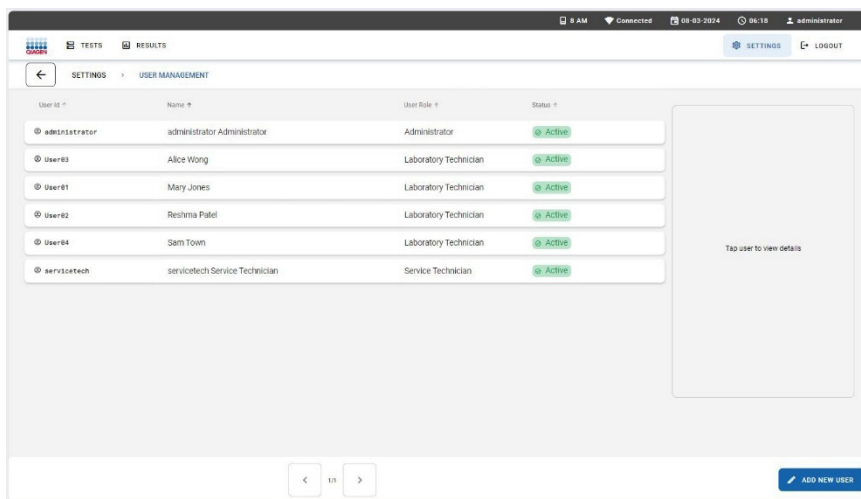 8 AM Connected 08-03-2024 06:18 administrator
QIAGEN TESTS RESULTS SETTINGS LOGOUT
SETTINGS › USER MANAGEMENT
User Id Name User Role Status
administrator administrator Administrator Administrator Active
User03 Alice Wong Laboratory Technician Active
User01 Mary Jones Laboratory Technician Active
User02 Reshma Patel Laboratory Technician Active
User04 Sam Town Laboratory Technician Active
Tap user to view details
servicetech servicetech Service Technician Service Technician Active
1/1 ADD NEW USER